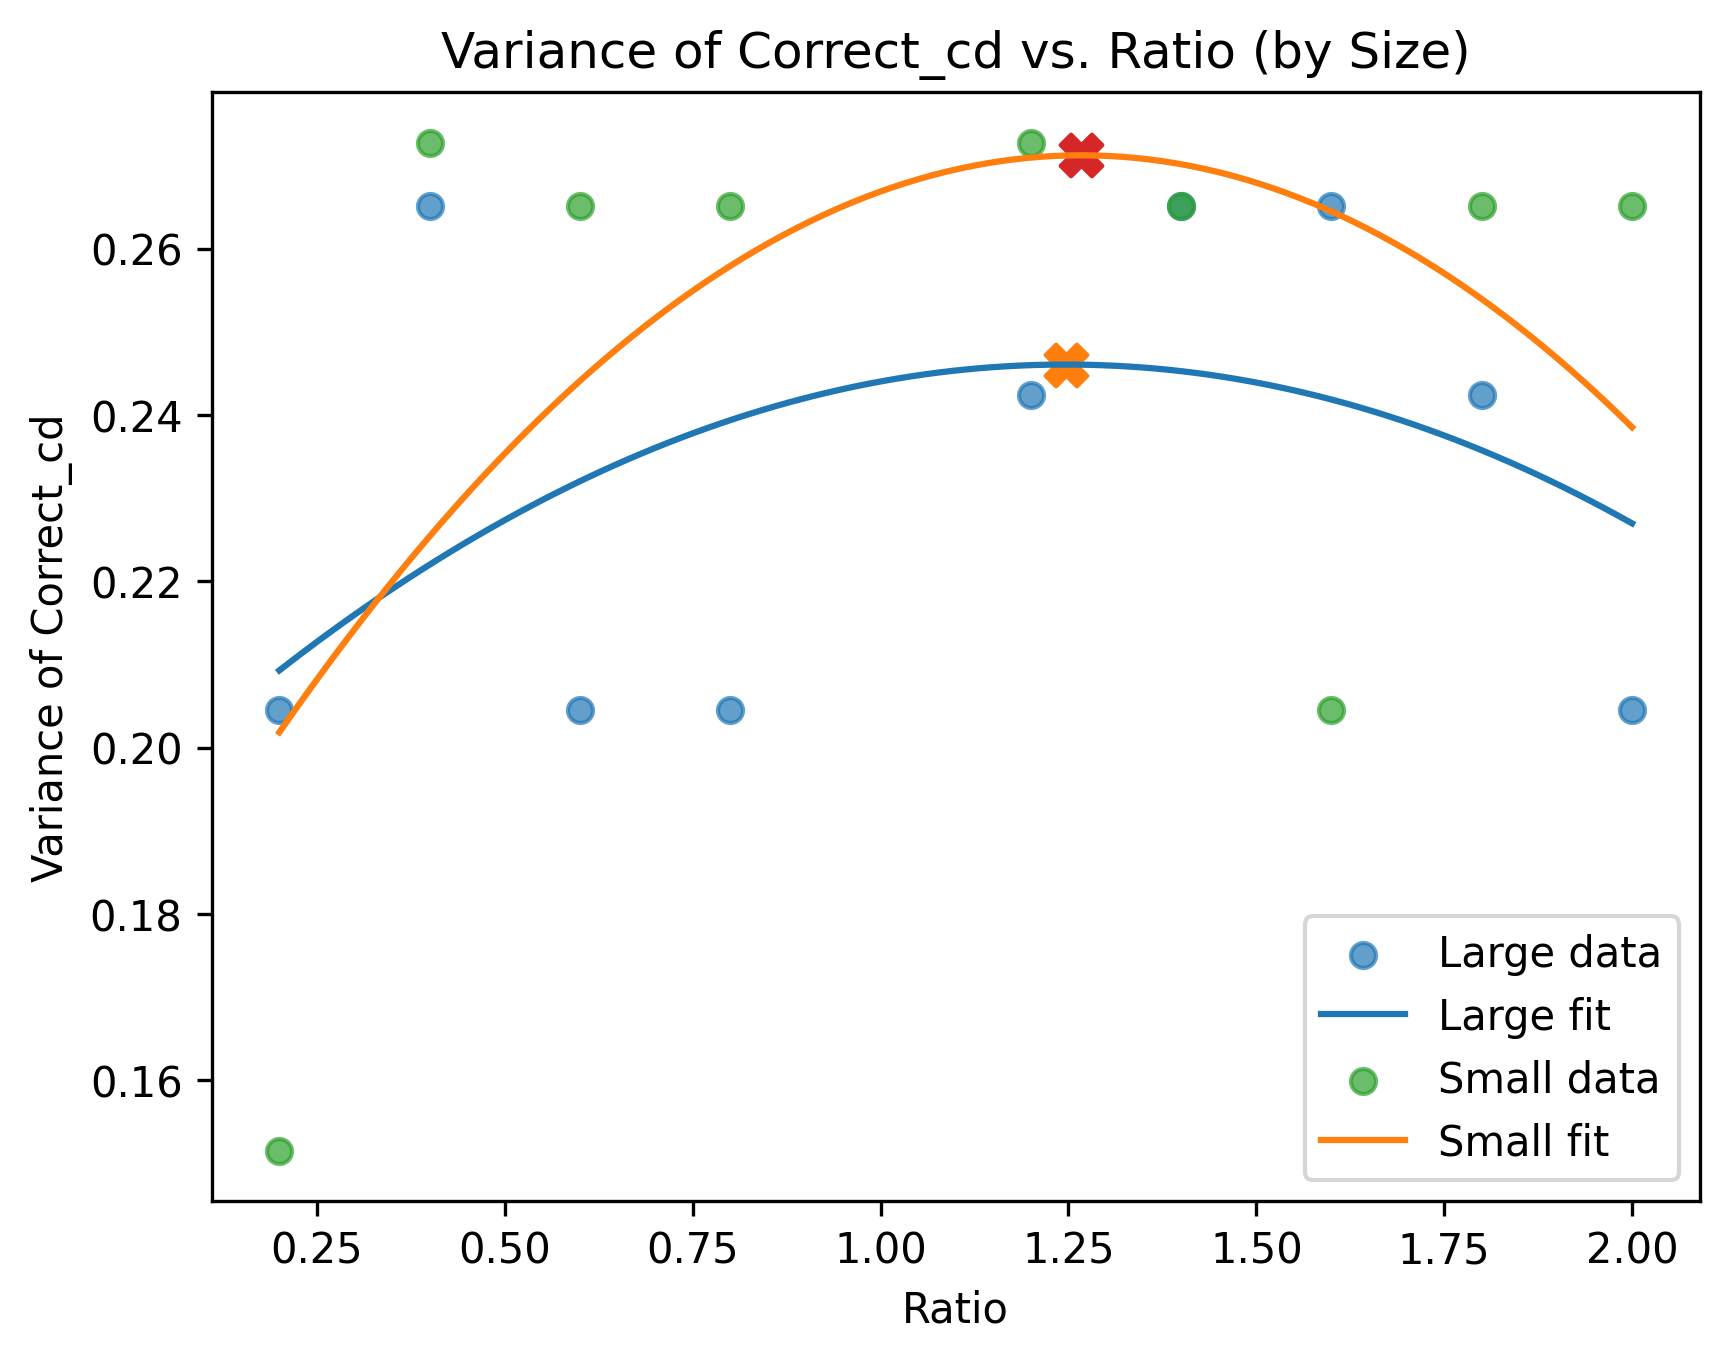 Variance of Correct_cd vs. Ratio (by Size)
Variance of Correct_cd
0.26
0.24
0.22
0.20
0.18
0.16
Large data
Large fit
Small data
Small fit
0.25 0.50 0.75 1.00 1.25 1.50 1.75 2.00
Ratio